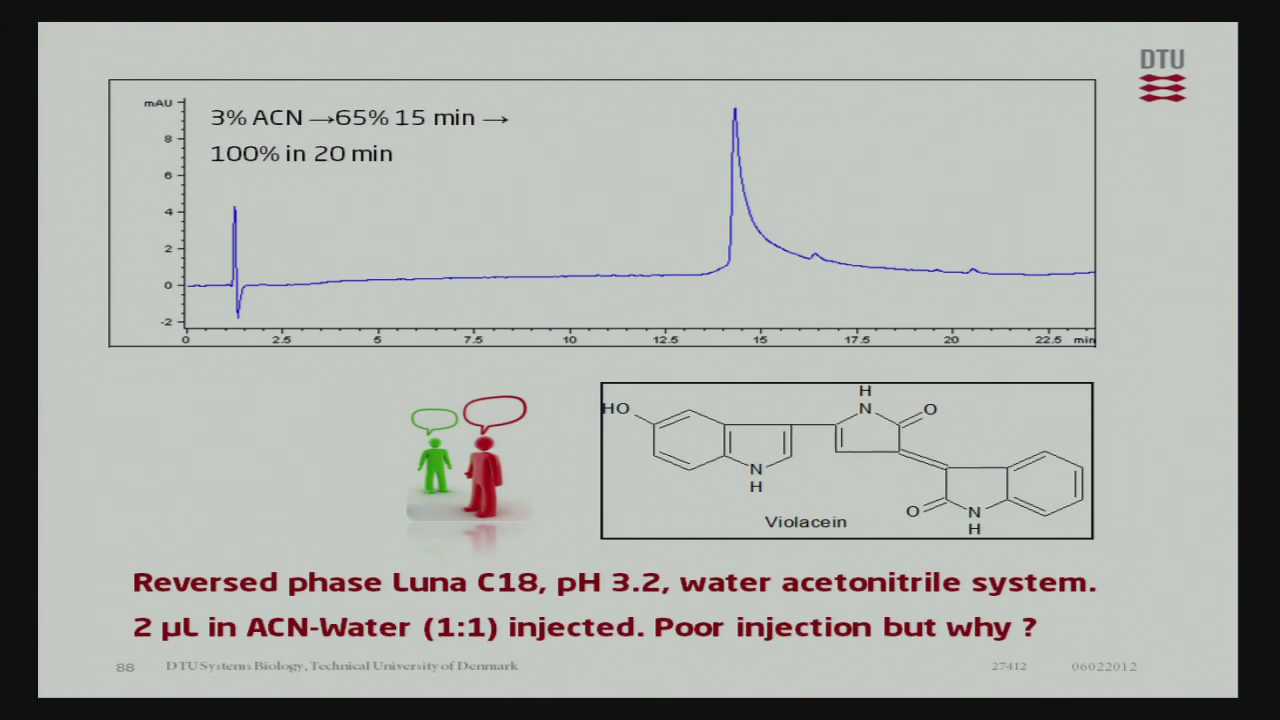 DTU
mAU
3% ACN →65% 15 min →
100% in 20 min
8
6
4
2
0
-2
0 2.5 5 7.5 10 12.5 15 17.5 20 22.5 min
HO
H
N
O
N
H
O
N
H
Violacein
Reversed phase Luna C18, pH 3.2, water acetonitrile system.
2 µL in ACN-Water (1:1) injected. Poor injection but why ?
88 DTU Systems Biology, Technical University of Denmark 27412 06022012